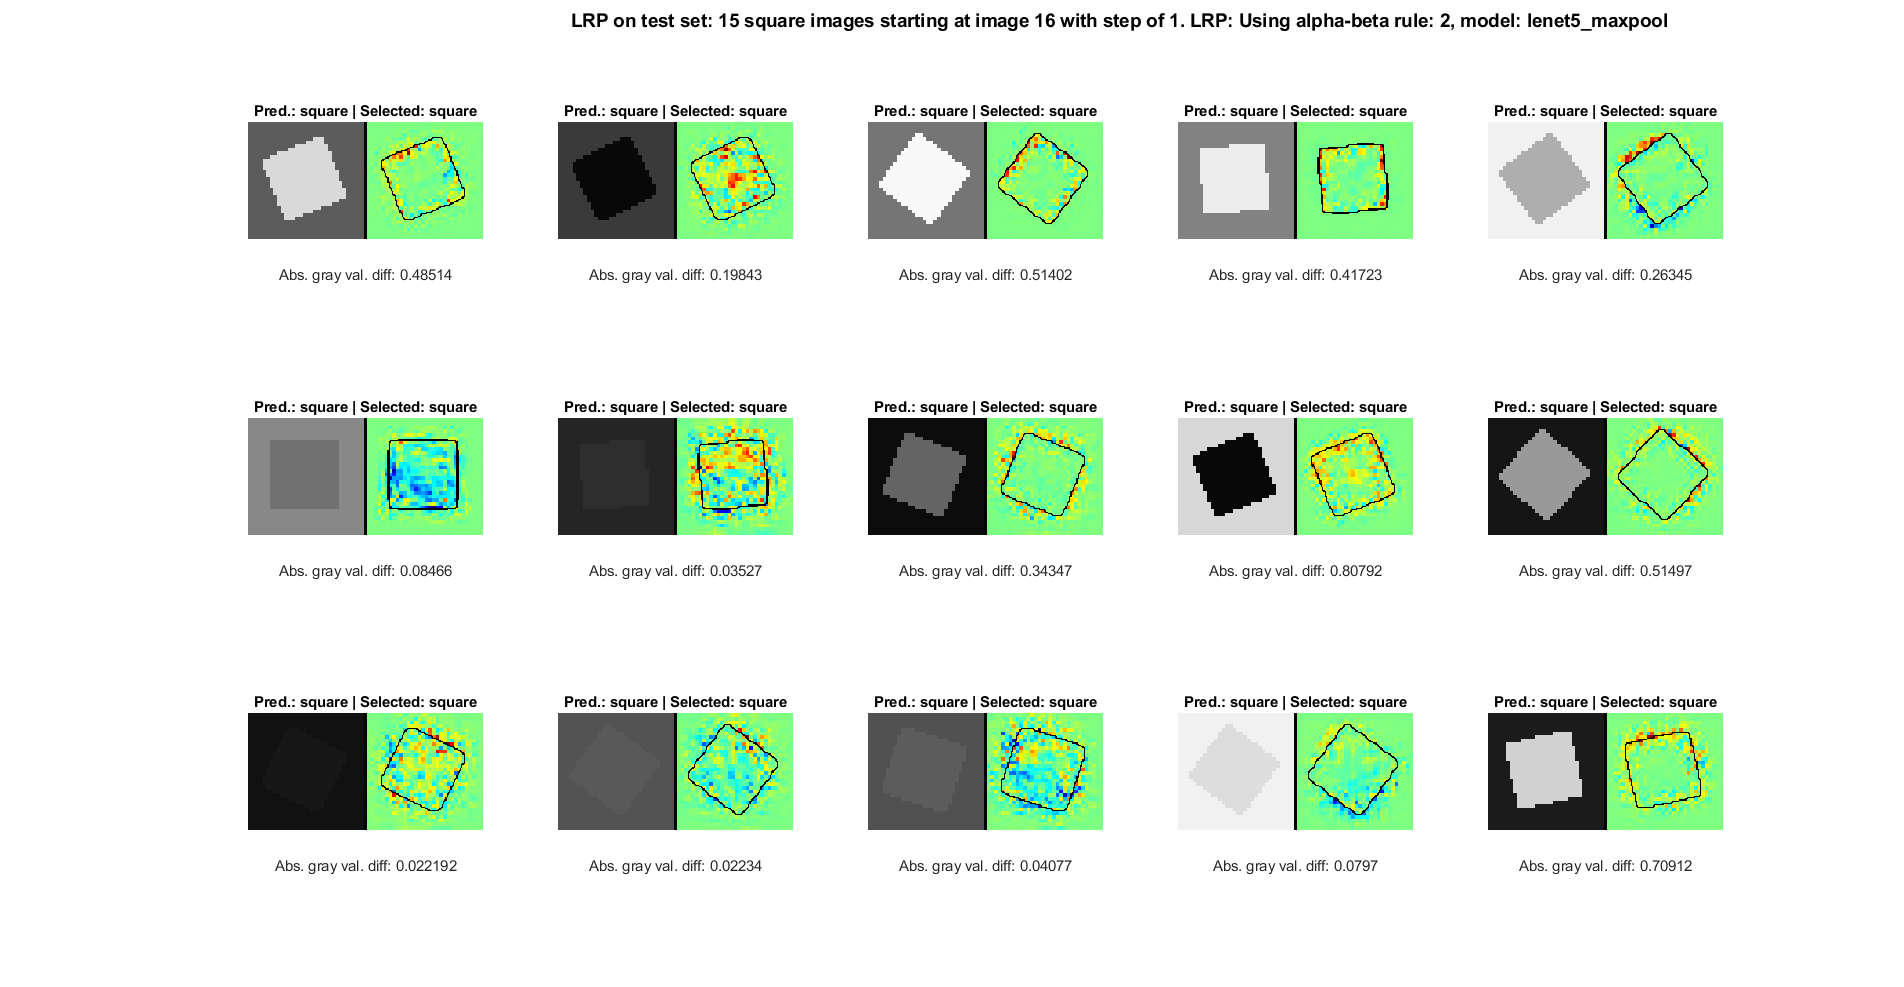 LRP on test set: 15 square images starting at image 16 with step of 1. LRP: Using alpha-beta rule: 2, model: lenet5_maxpool
Pred.: square | Selected: square
Pred.: square | Selected: square
Pred.: square | Selected: square
Pred.: square | Selected: square
Pred.: square | Selected: square
Abs. gray val. diff: 0.48514
Abs. gray val. diff: 0.19843
Abs. gray val. diff: 0.51402
Abs. gray val. diff: 0.41723
Abs. gray val. diff: 0.26345
Pred.: square | Selected: square
Pred.: square | Selected: square
Pred.: square | Selected: square
Pred.: square | Selected: square
Pred.: square | Selected: square
Abs. gray val. diff: 0.08466
Abs. gray val. diff: 0.03527
Abs. gray val. diff: 0.34347
Abs. gray val. diff: 0.80792
Abs. gray val. diff: 0.51497
Pred.: square | Selected: square
Pred.: square | Selected: square
Pred.: square | Selected: square
Pred.: square | Selected: square
Pred.: square | Selected: square
Abs. gray val. diff: 0.022192
Abs. gray val. diff: 0.02234
Abs. gray val. diff: 0.04077
Abs. gray val. diff: 0.0797
Abs. gray val. diff: 0.70912